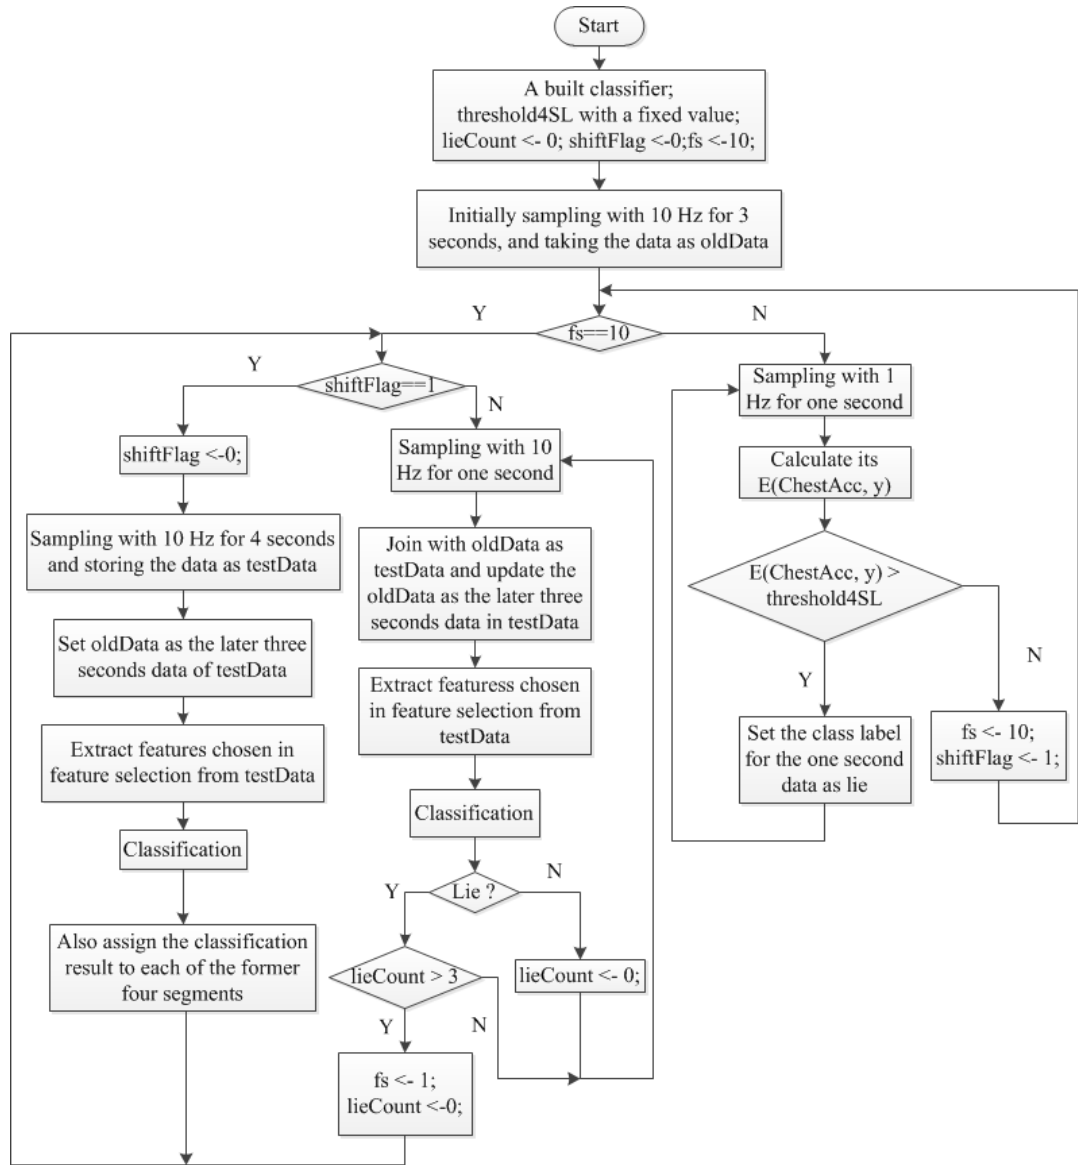 Start
A built classifier;
threshold4SL with a fixed value;
lieCount <- 0; shiftFlag <-0;fs <-10;
Initially sampling with 10 Hz for 3
seconds, and taking the data as oldData
Y
fs==10
N
Y
shiftFlag==1
N
shiftFlag <-0;
Sampling with 10 Hz for 4 seconds
and storing the data as testData
Set oldData as the later three
seconds data of testData
Extract features chosen in
feature selection from testData
Classification
Also assign the classification
result to each of the former
four segments
Sampling with 10
Hz for one second
Join with oldData as
testData and update the
oldData as the later three
seconds data in testData
Extract featuress chosen
in feature selection from
testData
Classification
Lie ?
Y
N
lieCount > 3
lieCount <- 0;
Y
N
fs <- 1;
lieCount <-0;
Sampling with 1
Hz for one second
Calculate its
E(ChestAcc, y)
E(ChestAcc, y) >
threshold4SL
Y
N
Set the class label
for the one second
data as lie
fs <- 10;
shiftFlag <- 1;